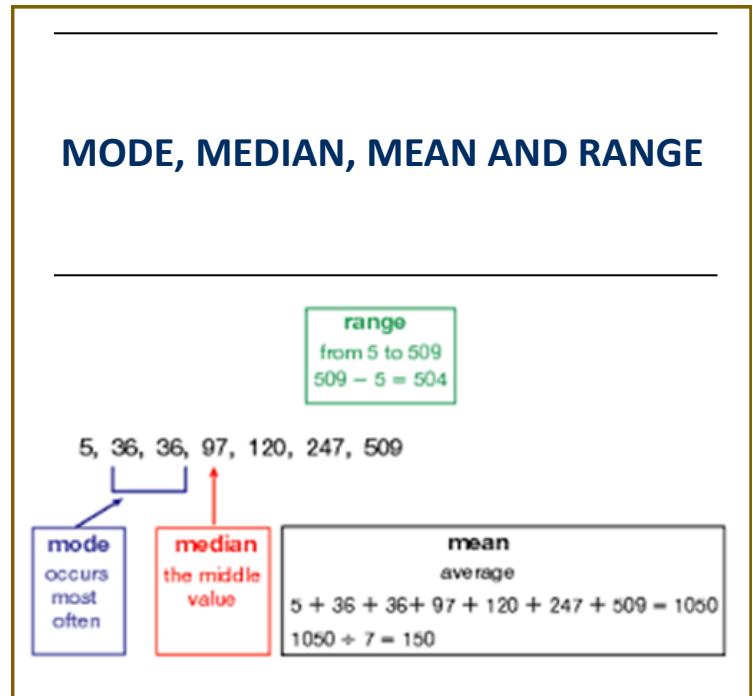 MODE, MEDIAN, MEAN AND RANGE
range
from 5 to 509
509 − 5 = 504
5, 36, 36, 97, 120, 247, 509
mode
occurs
most
often
median
the middle
value
mean
average
5 + 36 + 36+ 97 + 120 + 247 + 509 = 1050
1050 ÷ 7 = 150